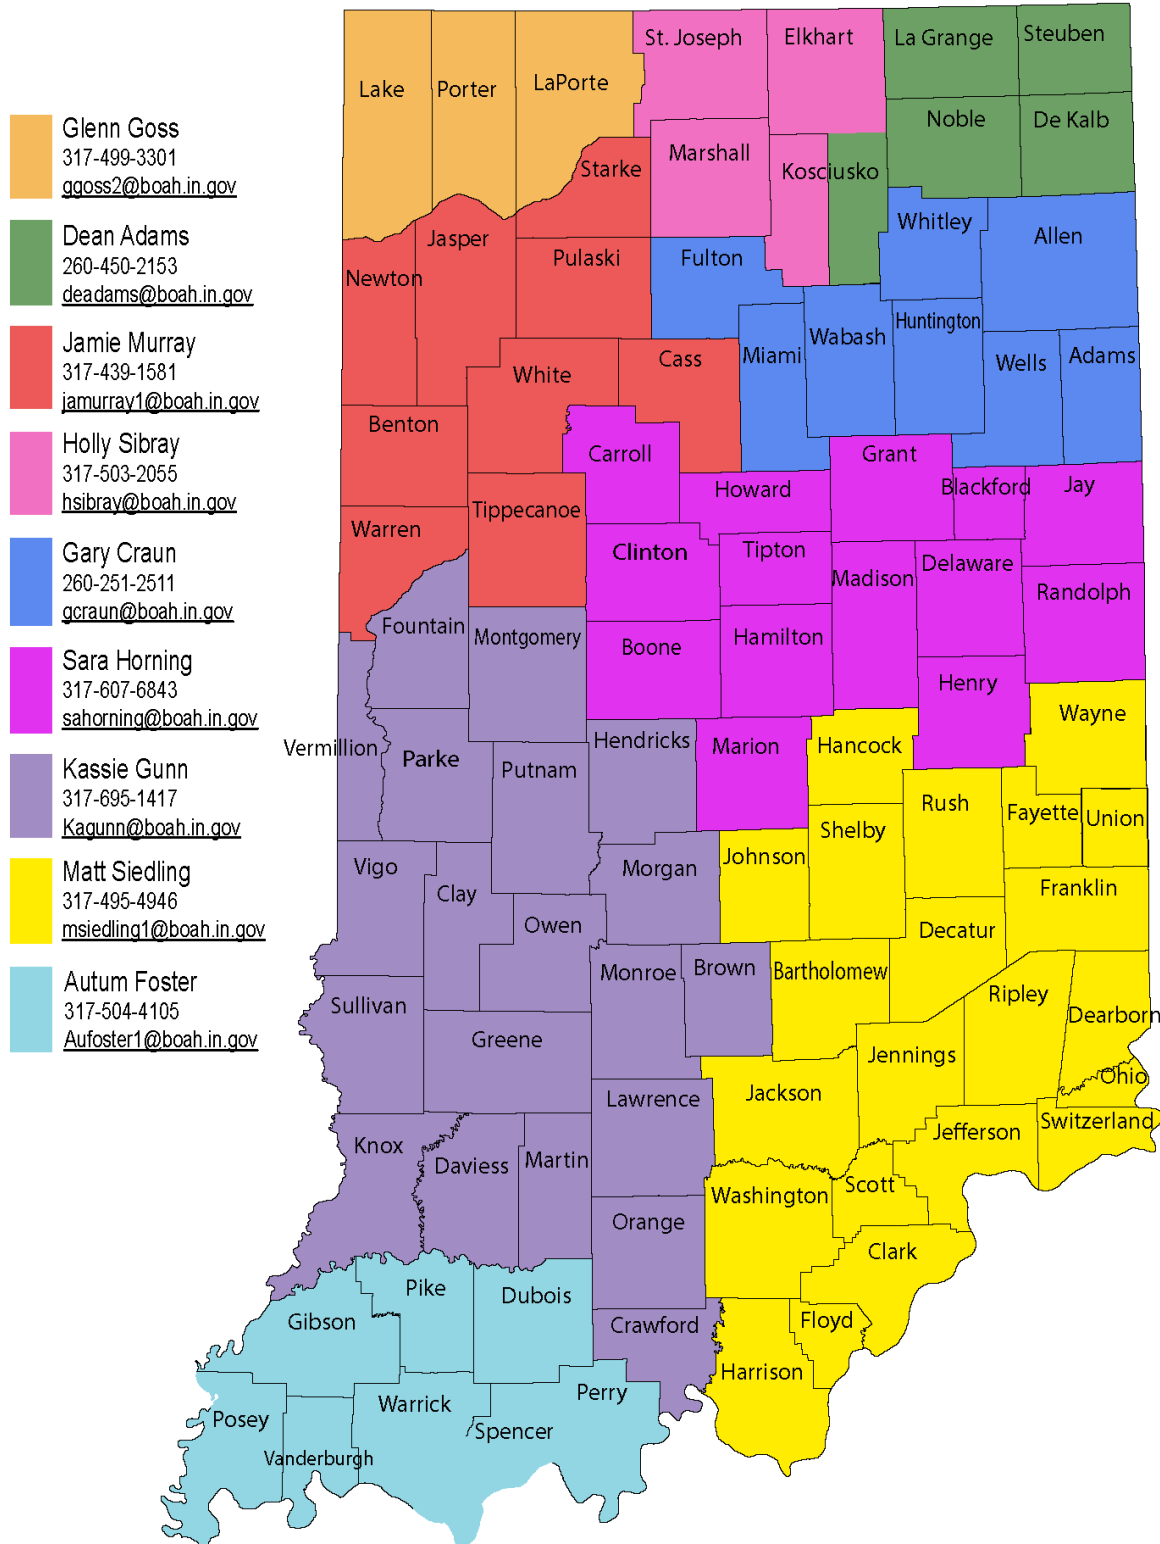 Glenn Goss
317-499-3301
ggoss2@boah.in.gov
Dean Adams
260-450-2153
deadams@boah.in.gov
Jamie Murray
317-439-1581
jamurray1@boah.in.gov
Holly Sibray
317-503-2055
hsibray@boah.in.gov
Gary Craun
260-251-2511
gcraun@boah.in.gov
Sara Horning
317-607-6843
sahorning@boah.in.gov
Kassie Gunn
317-695-1417
Kagunn@boah.in.gov
Matt Siedling
317-495-4946
msiedling1@boah.in.gov
Autum Foster
317-504-4105
Aufoster1@boah.in.gov
Lake
Porter
LaPorte
St. Joseph
Elkhart
La Grange
Steuben
Noble
De Kalb
Starke
Marshall
Kosciusko
Whitley
Allen
Newton
Jasper
Pulaski
Fulton
Miami
Wabash
Huntington
Wells
Adams
White
Cass
Benton
Carroll
Grant
Blackford
Jay
Howard
Warren
Tippecanoe
Clinton
Tipton
Madison
Delaware
Randolph
Fountain
Montgomery
Boone
Hamilton
Henry
Wayne
Vermillion
Parke
Putnam
Hendricks
Marion
Hancock
Rush
Fayette
Union
Shelby
Johnson
Morgan
Vigo
Clay
Owen
Franklin
Decatur
Monroe
Brown
Bartholomew
Ripley
Dearborn
Sullivan
Greene
Jennings
Ohio
Jackson
Lawrence
Switzerland
Jefferson
Knox
Daviess
Martin
Orange
Washington
Scott
Clark
Pike
Dubois
Gibson
Crawford
Floyd
Harrison
Perry
Warrick
Spencer
Posey
Vanderburgh